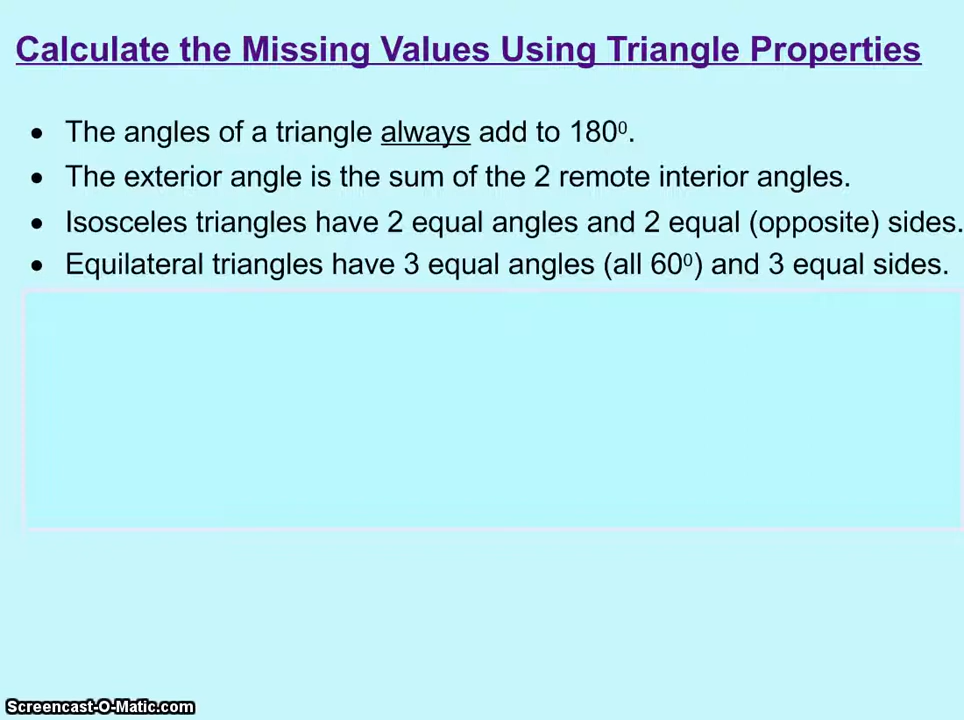 Calculate the Missing Values Using Triangle Properties
• The angles of a triangle always add to 180⁰.
• The exterior angle is the sum of the 2 remote interior angles.
• Isosceles triangles have 2 equal angles and 2 equal (opposite) sides.
• Equilateral triangles have 3 equal angles (all 60⁰) and 3 equal sides.
Screencast-O-Matic.com